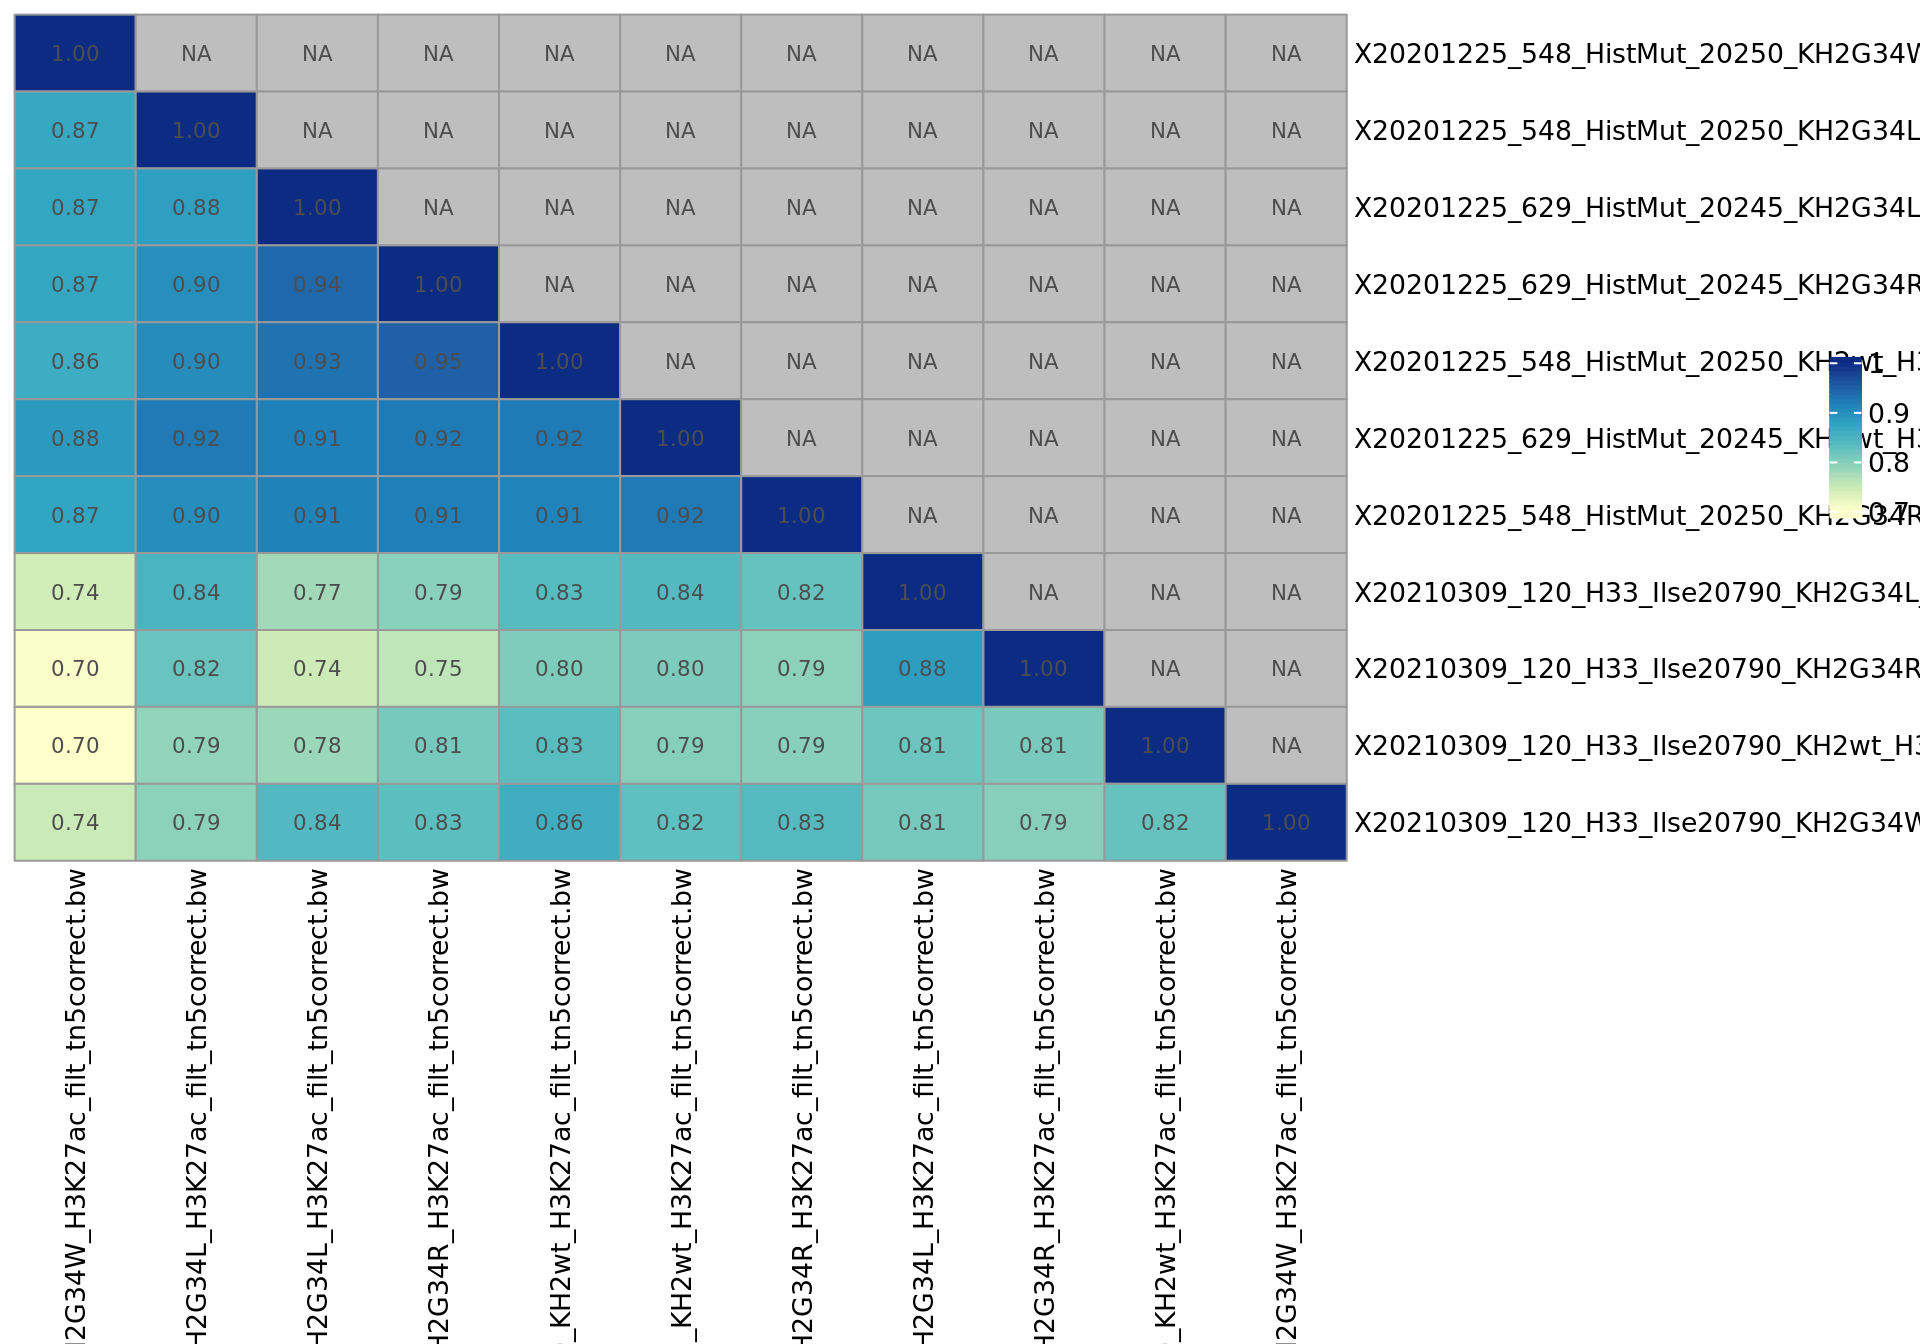 1.00 NA NA NA NA NA NA NA NA NA NA X20201225_548_HistMut_20250_KH2G34W
0.87 1.00 NA NA NA NA NA NA NA NA NA X20201225_548_HistMut_20250_KH2G34L
0.87 0.88 1.00 NA NA NA NA NA NA NA NA X20201225_629_HistMut_20245_KH2G34L
0.87 0.90 0.94 1.00 NA NA NA NA NA NA NA X20201225_629_HistMut_20245_KH2G34R
0.86 0.90 0.93 0.95 1.00 NA NA NA NA NA NA X20201225_548_HistMut_20250_KH2wt_H3
1
0.9
0.88 0.92 0.91 0.92 0.92 1.00 NA NA NA NA NA X20201225_629_HistMut_20245_KH2wt_H3
0.8
0.87 0.90 0.91 0.91 0.91 0.92 1.00 NA NA NA NA X20201225_548_HistMut_20250_KH2G34R
0.7
0.74 0.84 0.77 0.79 0.83 0.84 0.82 1.00 NA NA NA X20210309_120_H33_Ilse20790_KH2G34L_
0.70 0.82 0.74 0.75 0.80 0.80 0.79 0.88 1.00 NA NA X20210309_120_H33_Ilse20790_KH2G34R
0.70 0.79 0.78 0.81 0.83 0.79 0.79 0.81 0.81 1.00 NA X20210309_120_H33_Ilse20790_KH2wt_H3
0.74 0.79 0.84 0.83 0.86 0.82 0.83 0.81 0.79 0.82 1.00 X20210309_120_H33_Ilse20790_KH2G34W
H2G34W_H3K27ac_filt_tn5correct.bw
H2G34L_H3K27ac_filt_tn5correct.bw
H2G34L_H3K27ac_filt_tn5correct.bw
H2G34R_H3K27ac_filt_tn5correct.bw
_KH2wt_H3K27ac_filt_tn5correct.bw
_KH2wt_H3K27ac_filt_tn5correct.bw
H2G34R_H3K27ac_filt_tn5correct.bw
H2G34L_H3K27ac_filt_tn5correct.bw
H2G34R_H3K27ac_filt_tn5correct.bw
_KH2wt_H3K27ac_filt_tn5correct.bw
H2G34W_H3K27ac_filt_tn5correct.bw